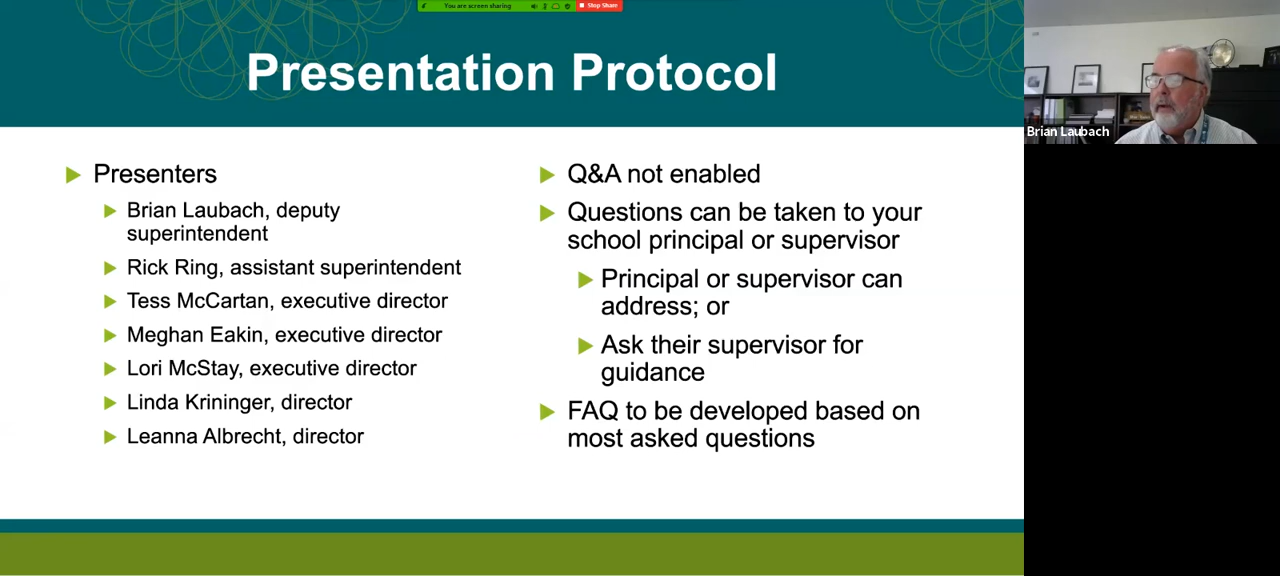 You are screen sharing
Stop Share
Presentation Protocol
Presenters
Brian Laubach, deputy
superintendent
Rick Ring, assistant superintendent
Tess McCartan, executive director
Meghan Eakin, executive director
Lori McStay, executive director
Linda Krininger, director
Leanna Albrecht, director
Q&A not enabled
Questions can be taken to your
school principal or supervisor
Principal or supervisor can
address; or
Ask their supervisor for
guidance
FAQ to be developed based on
most asked questions
Brian Laubach